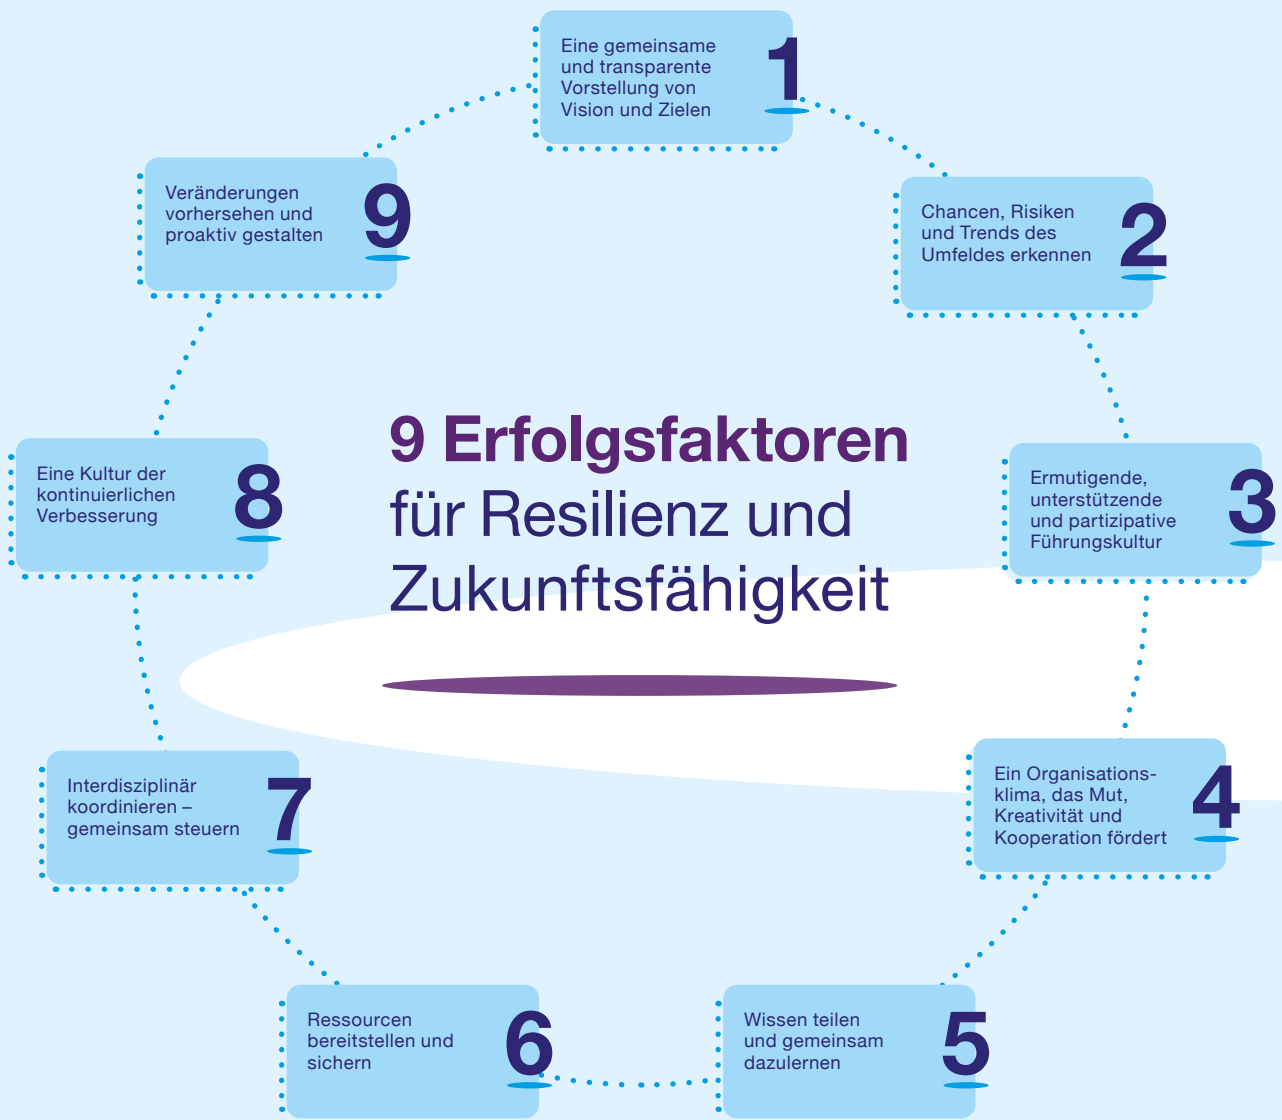 9 Erfolgsfaktoren
für Resilienz und
Zukunftsfähigkeit
Eine gemeinsame
und transparente
Vorstellung von
Vision und Zielen
1
Chancen, Risiken
und Trends des
Umfeldes erkennen
2
Ermutigende,
unterstützende
und partizipative
Führungskultur
3
Ein Organisations-
klima, das Mut,
Kreativität und
Kooperation fördert
4
Wissen teilen
und gemeinsam
dazulernen
5
Ressourcen
bereitstellen und
sichern
6
Interdisziplinär
koordinieren –
gemeinsam steuern
7
Eine Kultur der
kontinuierlichen
Verbesserung
8
Veränderungen
vorhersehen und
proaktiv gestalten
9